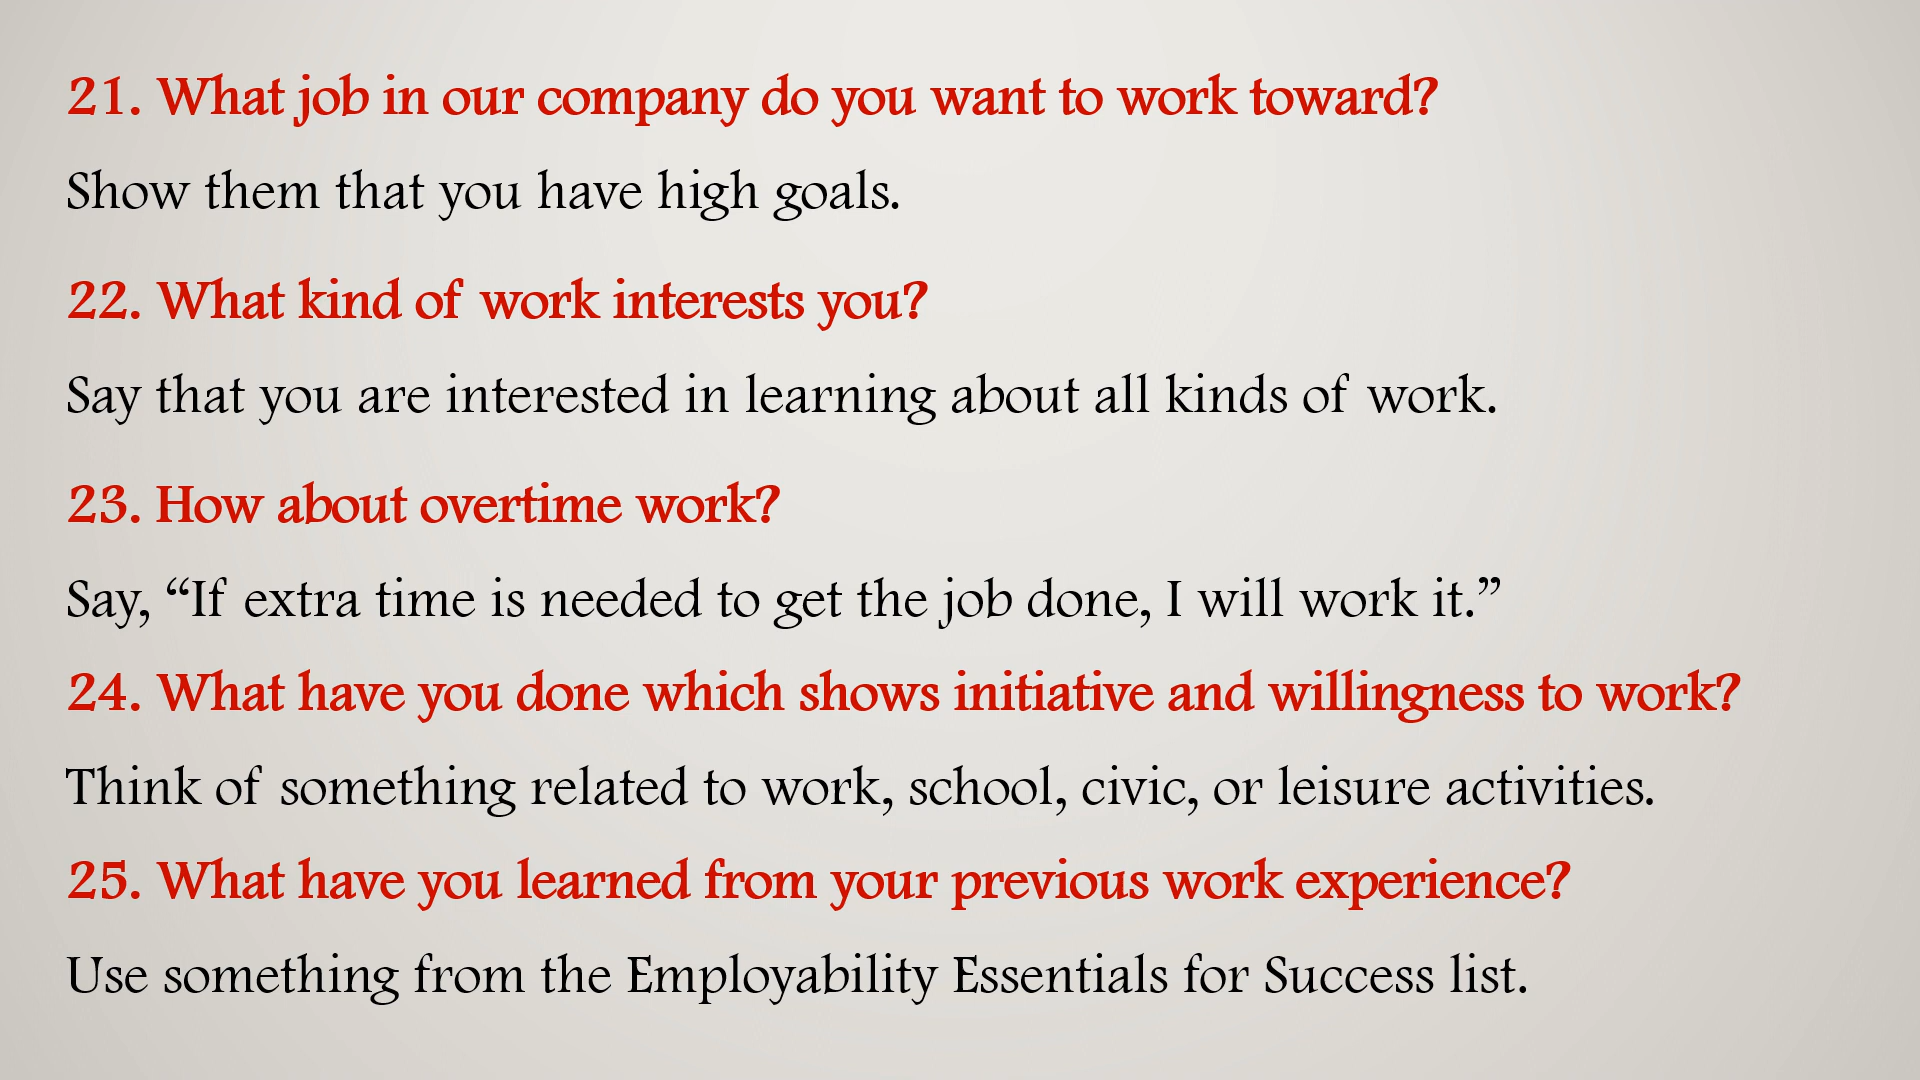 21. What job in our company do you want to work toward?
Show them that you have high goals.
22. What kind of work interests you?
Say that you are interested in learning about all kinds of work.
23. How about overtime work?
Say, “If extra time is needed to get the job done, I will work it.”
24. What have you done which shows initiative and willingness to work?
Think of something related to work, school, civic, or leisure activities.
25. What have you learned from your previous work experience?
Use something from the Employability Essentials for Success list.